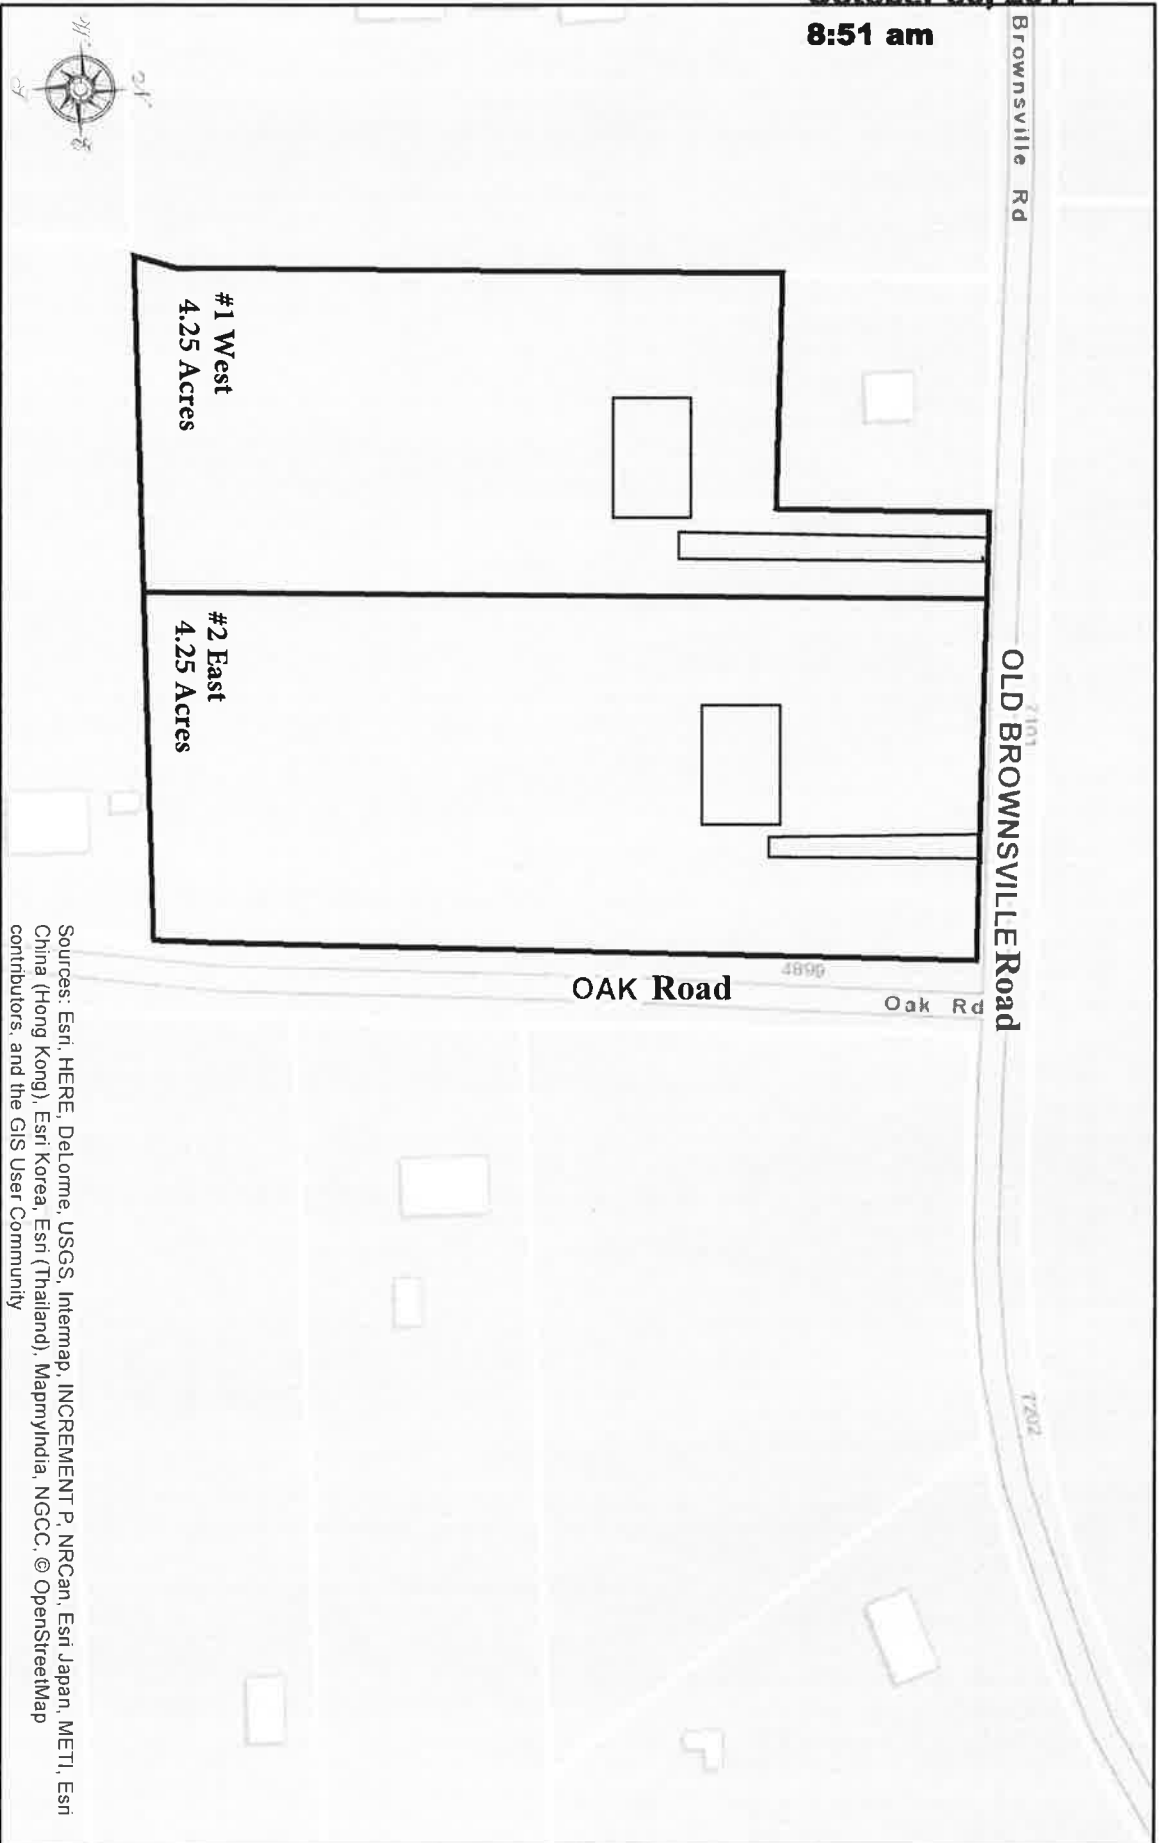 8:51 am
Brownsville Rd
7101
OLD BROWNSVILLE Road
7202
4899
Oak Rd
OAK Road
#1 West
4.25 Acres
#2 East
4.25 Acres
N
W
E
S
Sources: Esri, HERE, DeLorme, USGS, Intermap, INCREMENT P, NRCan, Esri Japan, METI, Esri
China (Hong Kong), Esri Korea, Esri (Thailand), MapmyIndia, NGCC, © OpenStreetMap
contributors, and the GIS User Community